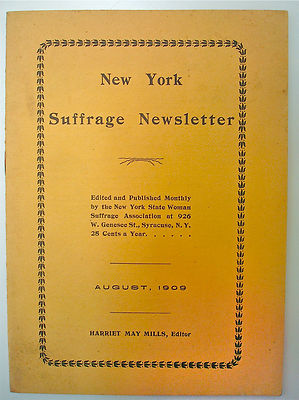 New York
Suffrage Newsletter
Edited and Published Monthly
by the New York State Woman
Suffrage Association at 926
W. Genesee St., Syracuse, N. Y.
25 Cents a Year. . . . . .
AUGUST, 1909
HARRIET MAY MILLS, Editor